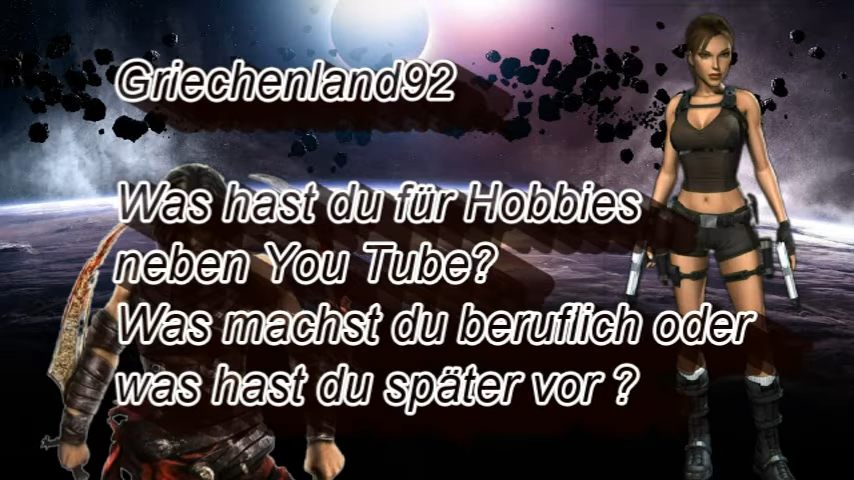 Griechenland92
Was hast du für Hobbies
neben You Tube?
Was machst du beruflich oder
was hast du später vor ?